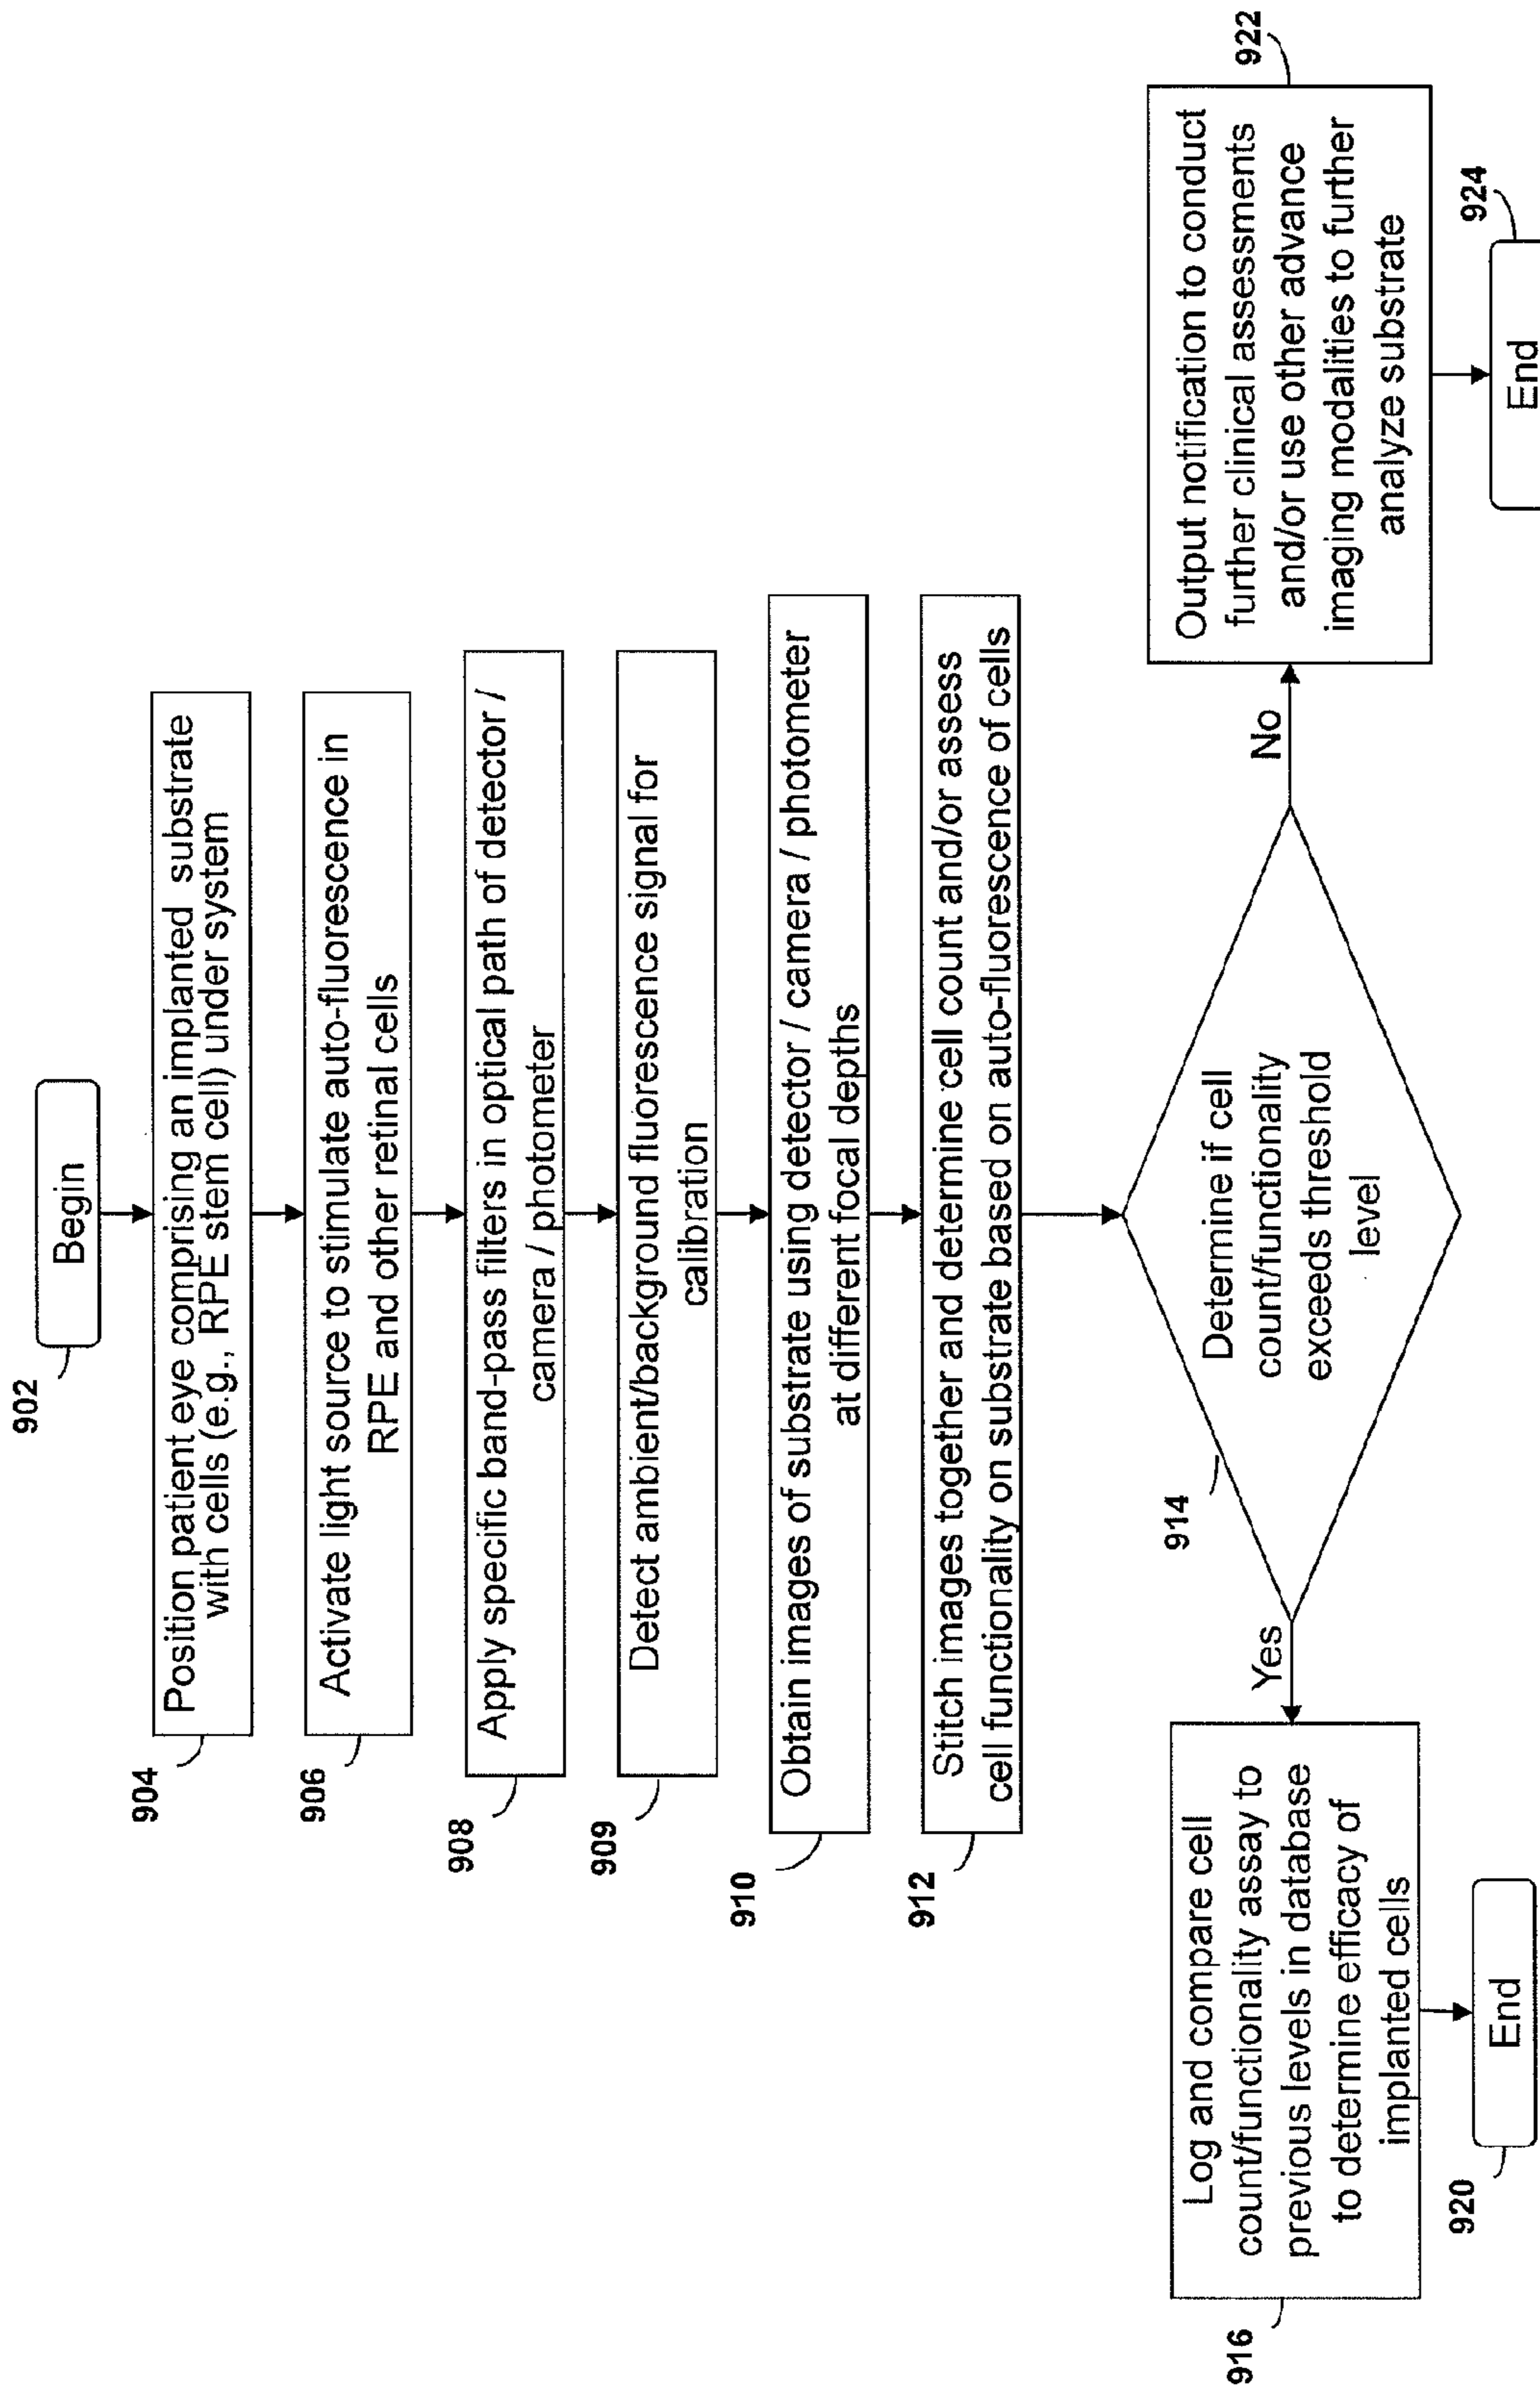 902
Begin
904
Position patient eye comprising an implanted substrate
with cells (e.g., RPE stem cell) under system
906
Activate light source to stimulate auto-fluorescence in
RPE and other retinal cells
908
Apply specific band-pass filters in optical path of detector /
camera / photometer
909
Detect ambient/background fluorescence signal for
calibration
910
Obtain images of substrate using detector / camera / photometer
at different focal depths
912
Stitch images together and determine cell count and/or assess
cell functionality on substrate based on auto-fluorescence of cells
914
Determine if cell
count/functionality
exceeds threshold
level
Yes
No
916
Log and compare cell
count/functionality assay to
previous levels in database
to determine efficacy of
implanted cells
920
End
922
Output notification to conduct
further clinical assessments
and/or use other advance
imaging modalities to further
analyze substrate
924
End